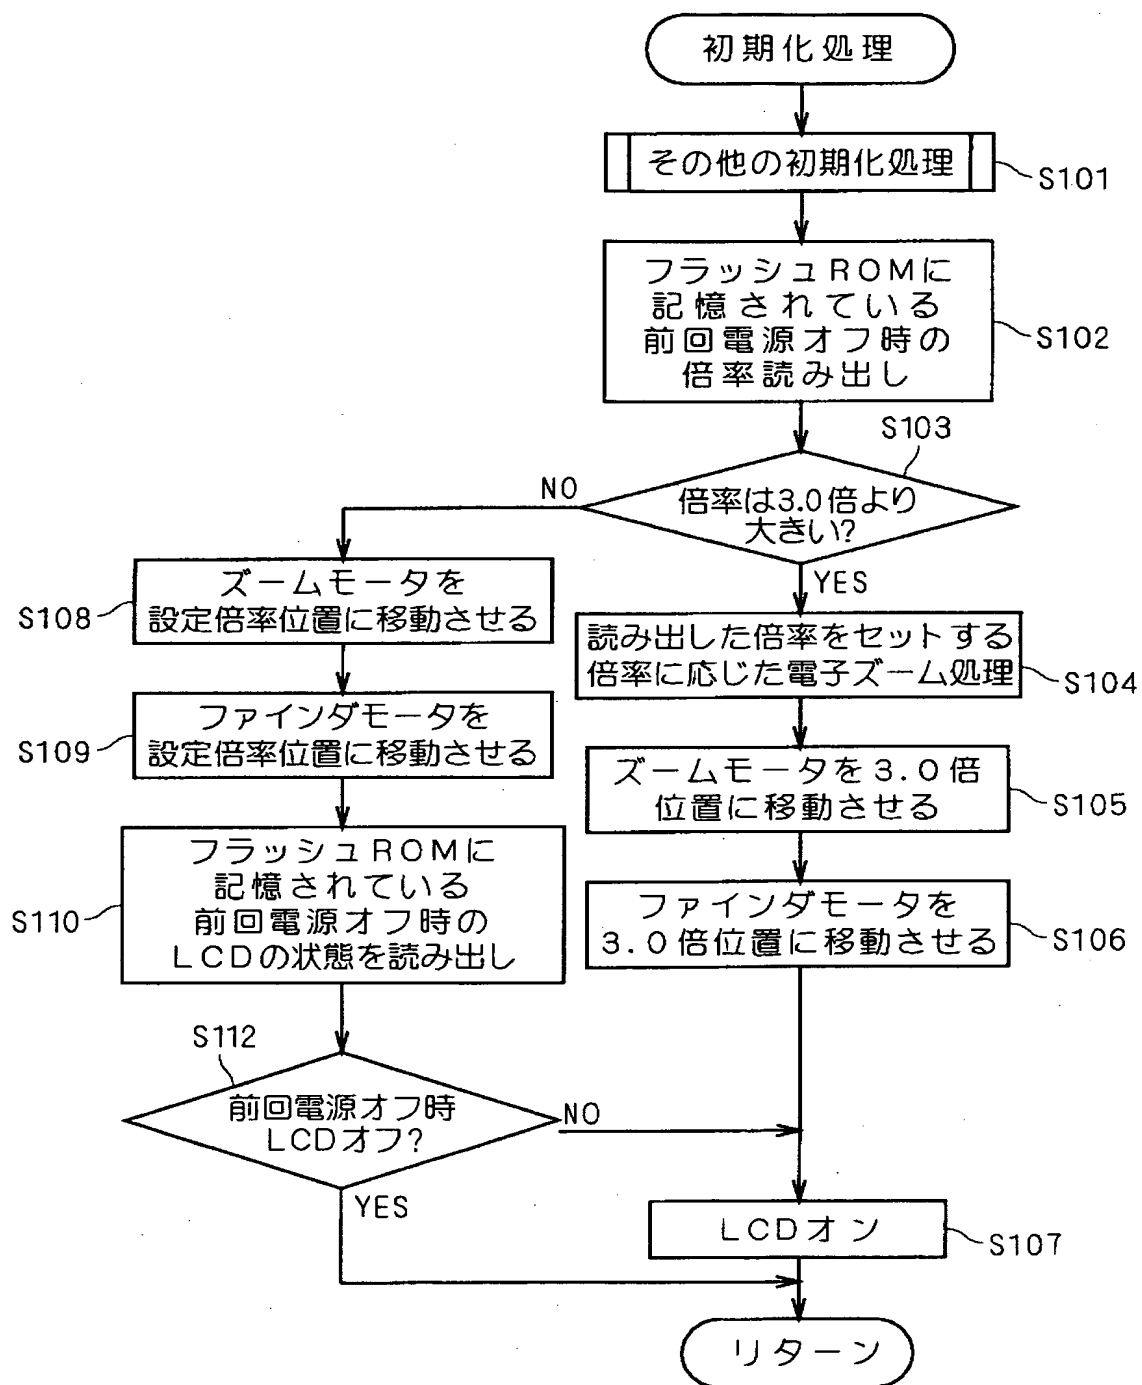 初期化処理
その他の初期化処理
S101
フラッシュROMに
記憶されている
前回電源オフ時の
倍率読み出し
S102
S103
倍率は3.0倍より
大きい?
NO
YES
ズームモータを
設定倍率位置に移動させる
S108
ファインダモータを
設定倍率位置に移動させる
S109
フラッシュROMに
記憶されている
前回電源オフ時の
LCDの状態を読み出し
S110
S112
前回電源オフ時
LCDオフ?
NO
YES
読み出した倍率をセットする
倍率に応じた電子ズーム処理
S104
ズームモータを3.0倍
位置に移動させる
S105
ファインダモータを
3.0倍位置に移動させる
S106
LCDオン
S107
リターン